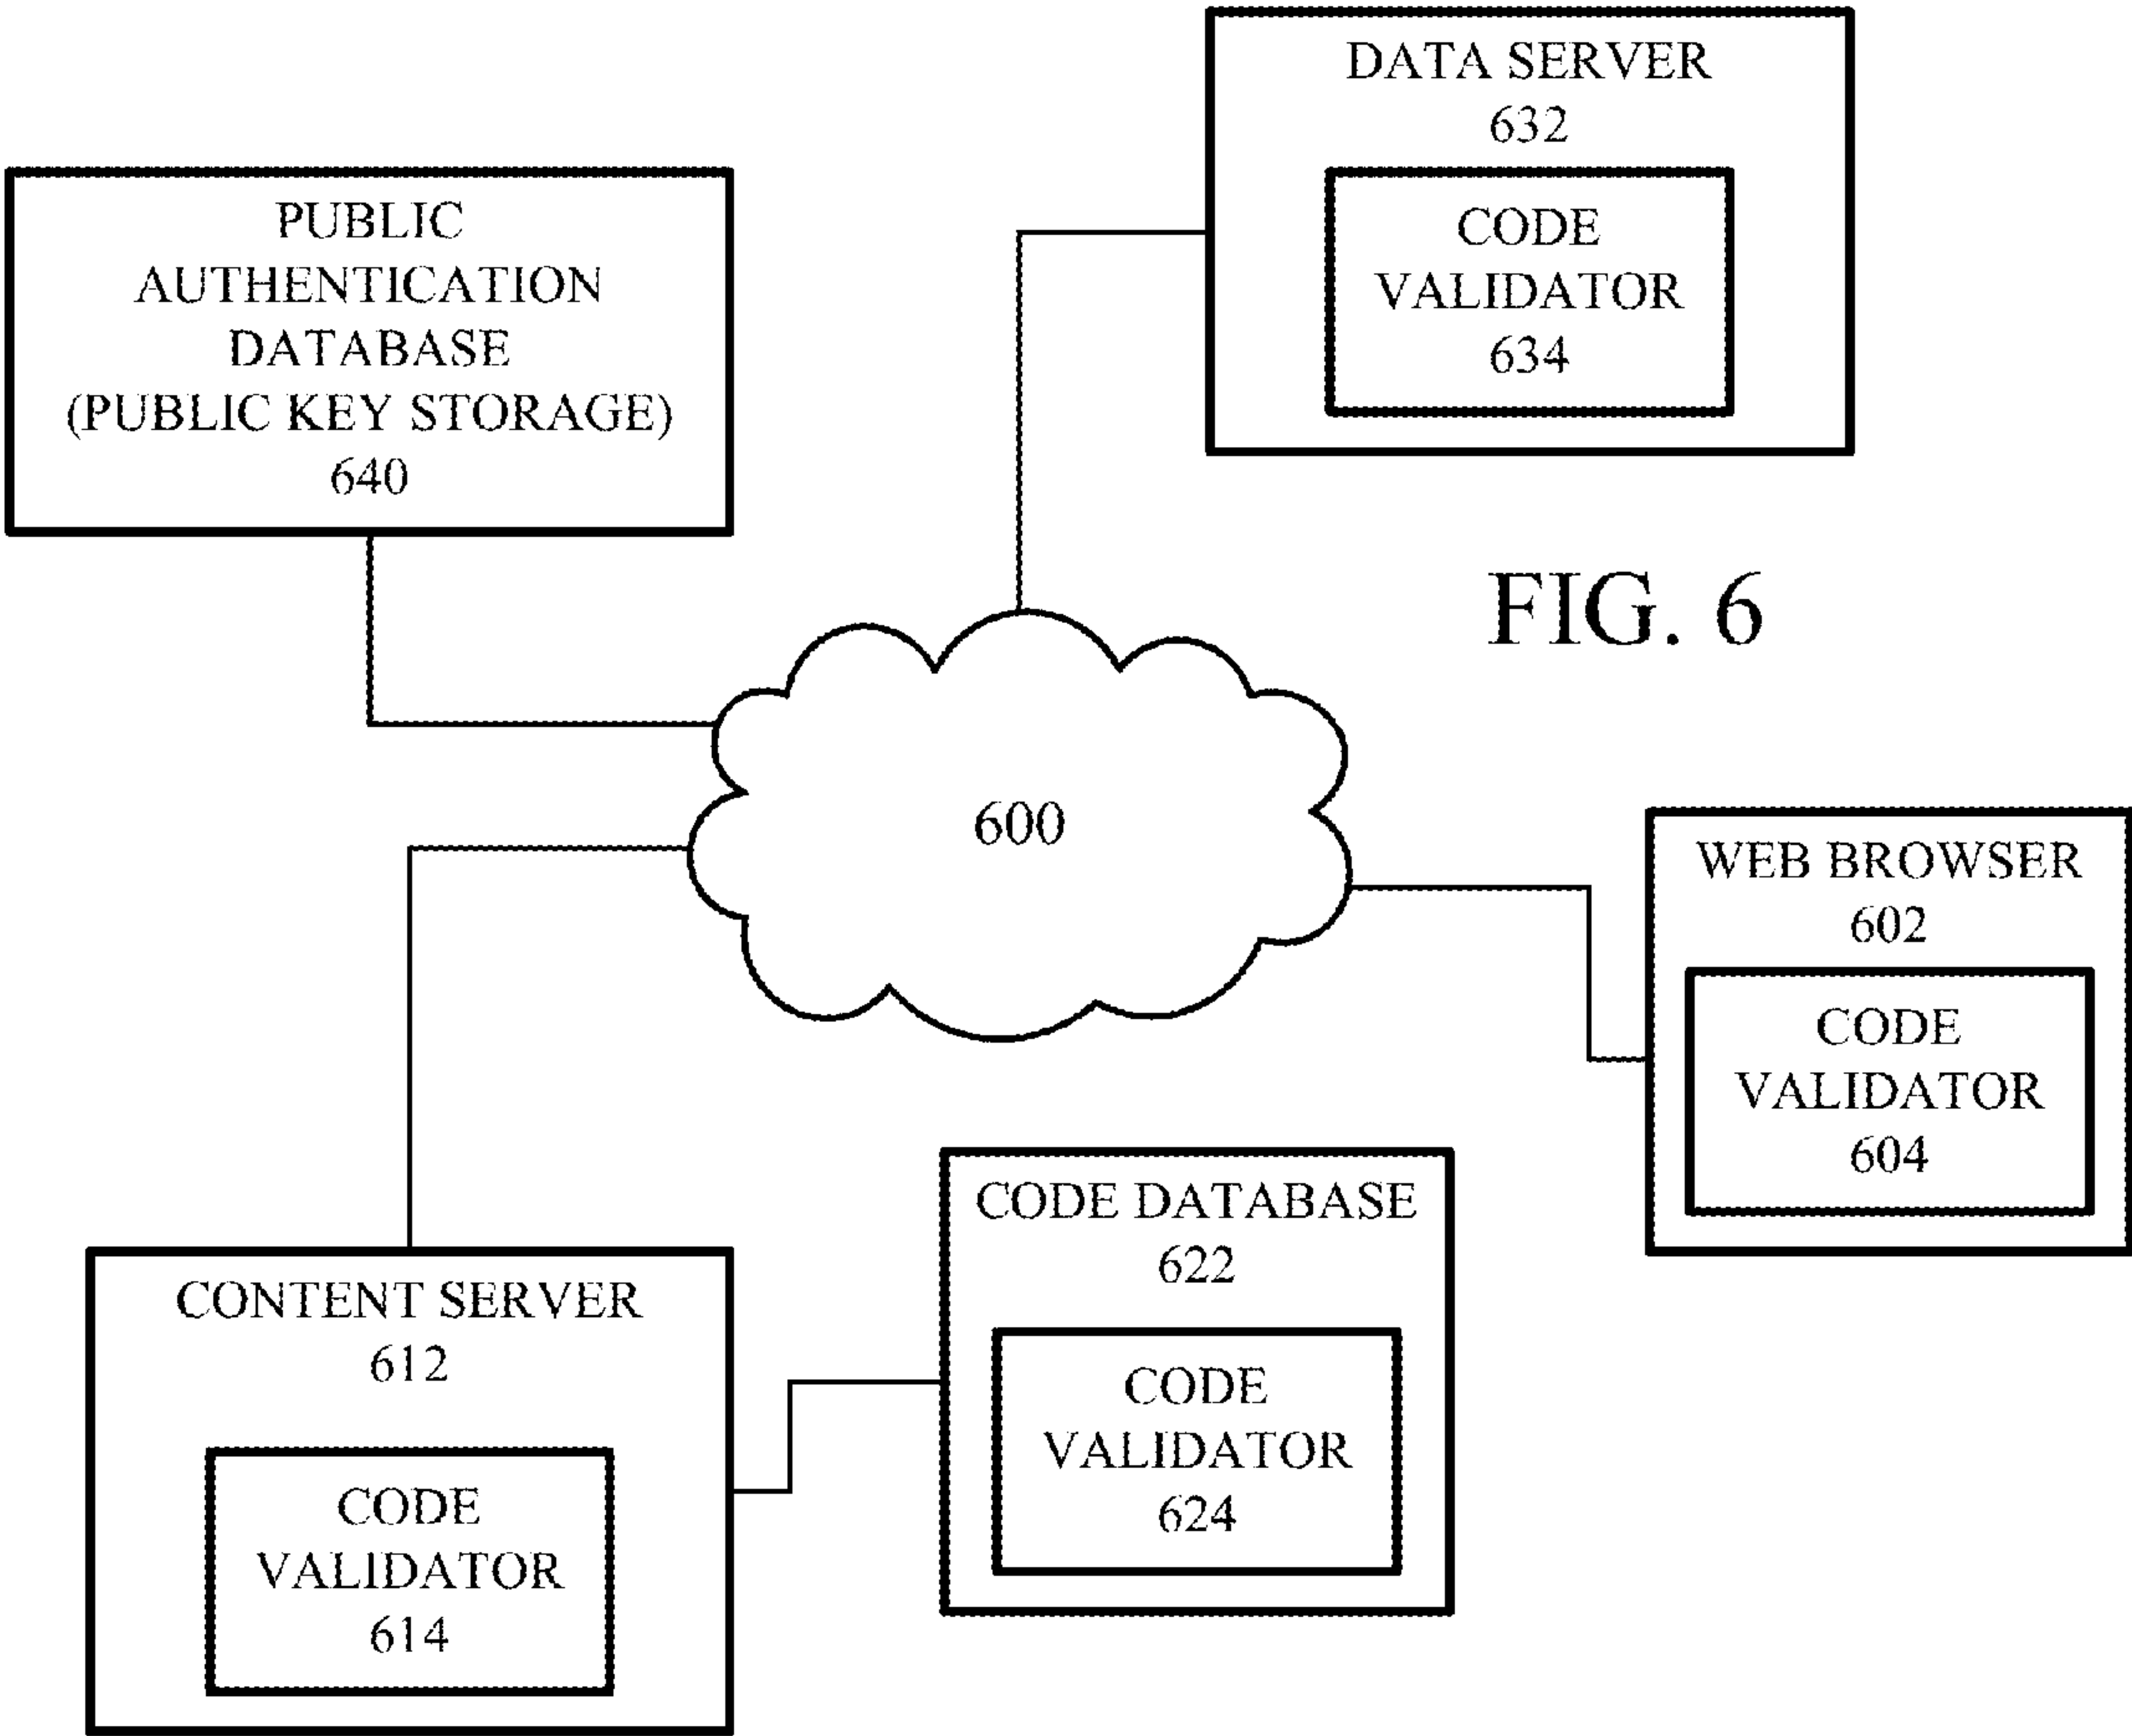 DATA SERVER
632
CODE
VALIDATOR
634
PUBLIC
AUTHENTICATION
DATABASE
(PUBLIC KEY STORAGE)
640
FIG. 6
600
WEB BROWSER
602
CODE
VALIDATOR
604
CODE DATABASE
622
CODE
VALIDATOR
624
CONTENT SERVER
612
CODE
VALIDATOR
614